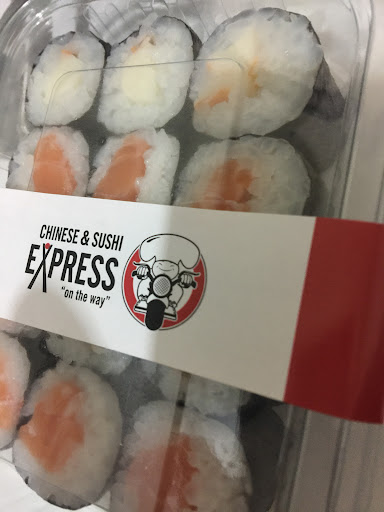 CHINESE & SUSHI
EXPRESS
"on the way"